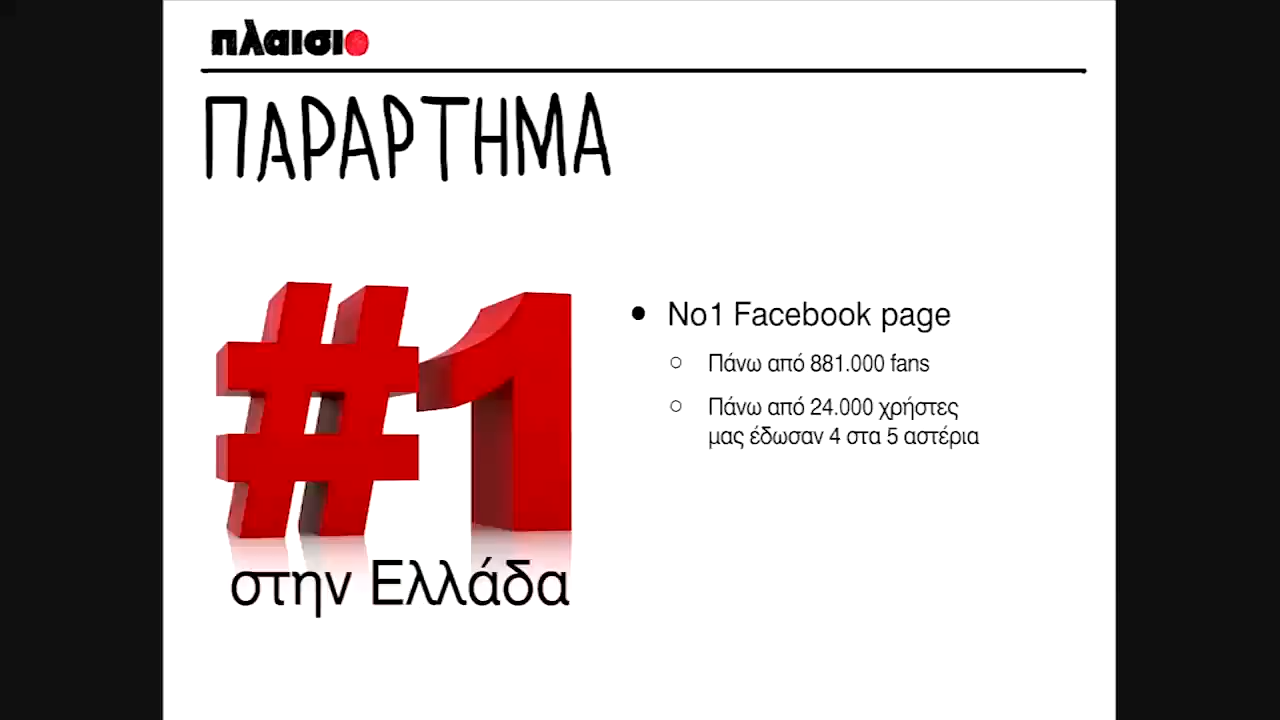 πλαισιο
ΠΑΡΑΡΤΗΜΑ
#1
στην Ελλάδα
• No1 Facebook page
○ Πάνω από 881.000 fans
○ Πάνω από 24.000 χρήστες
μας έδωσαν 4 στα 5 αστέρια